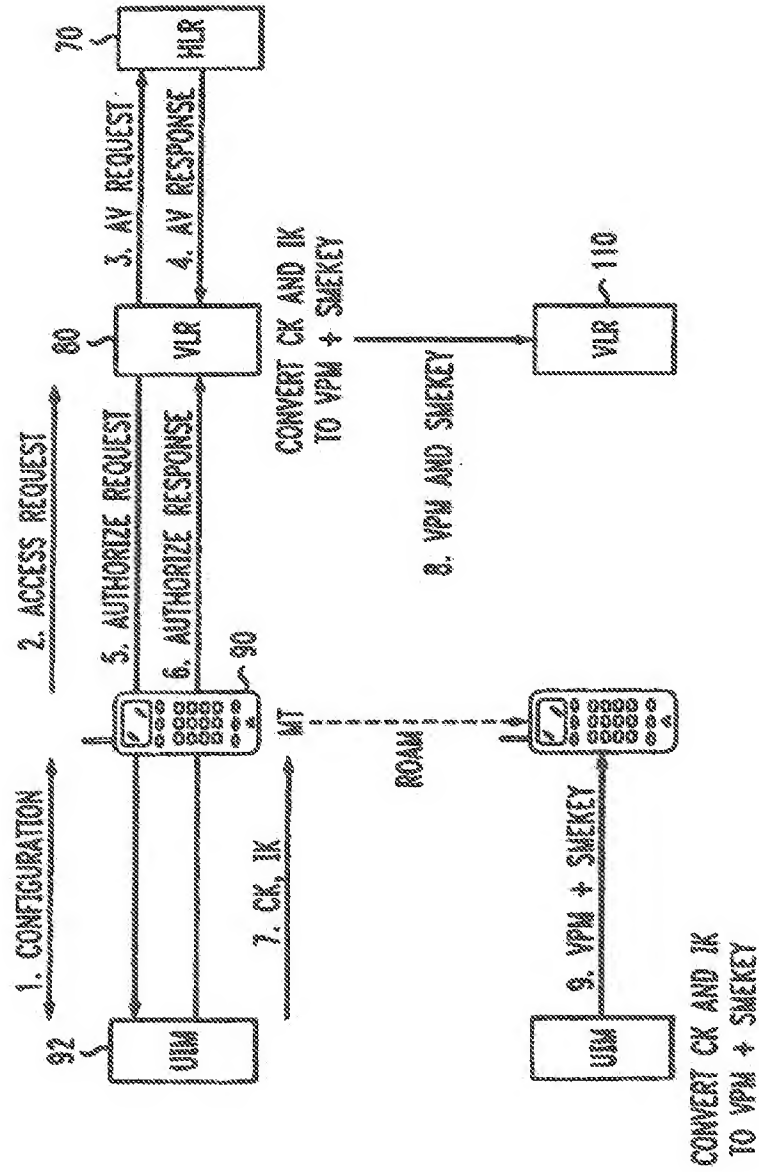 1. CONFIGURATION
2. ACCESS REQUEST
92
UIM
5. AUTHORIZE REQUEST
6. AUTHORIZE RESPONSE
90
MT
80
VLR
3. AV REQUEST
4. AV RESPONSE
70
HLR
7. CK, IK
CONVERT CK AND IK
TO VPM + SMEKEY
ROAM
8. VPM AND SMEKEY
UIM
9. VPM + SMEKEY
VLR
110
CONVERT CK AND IK
TO VPM + SMEKEY